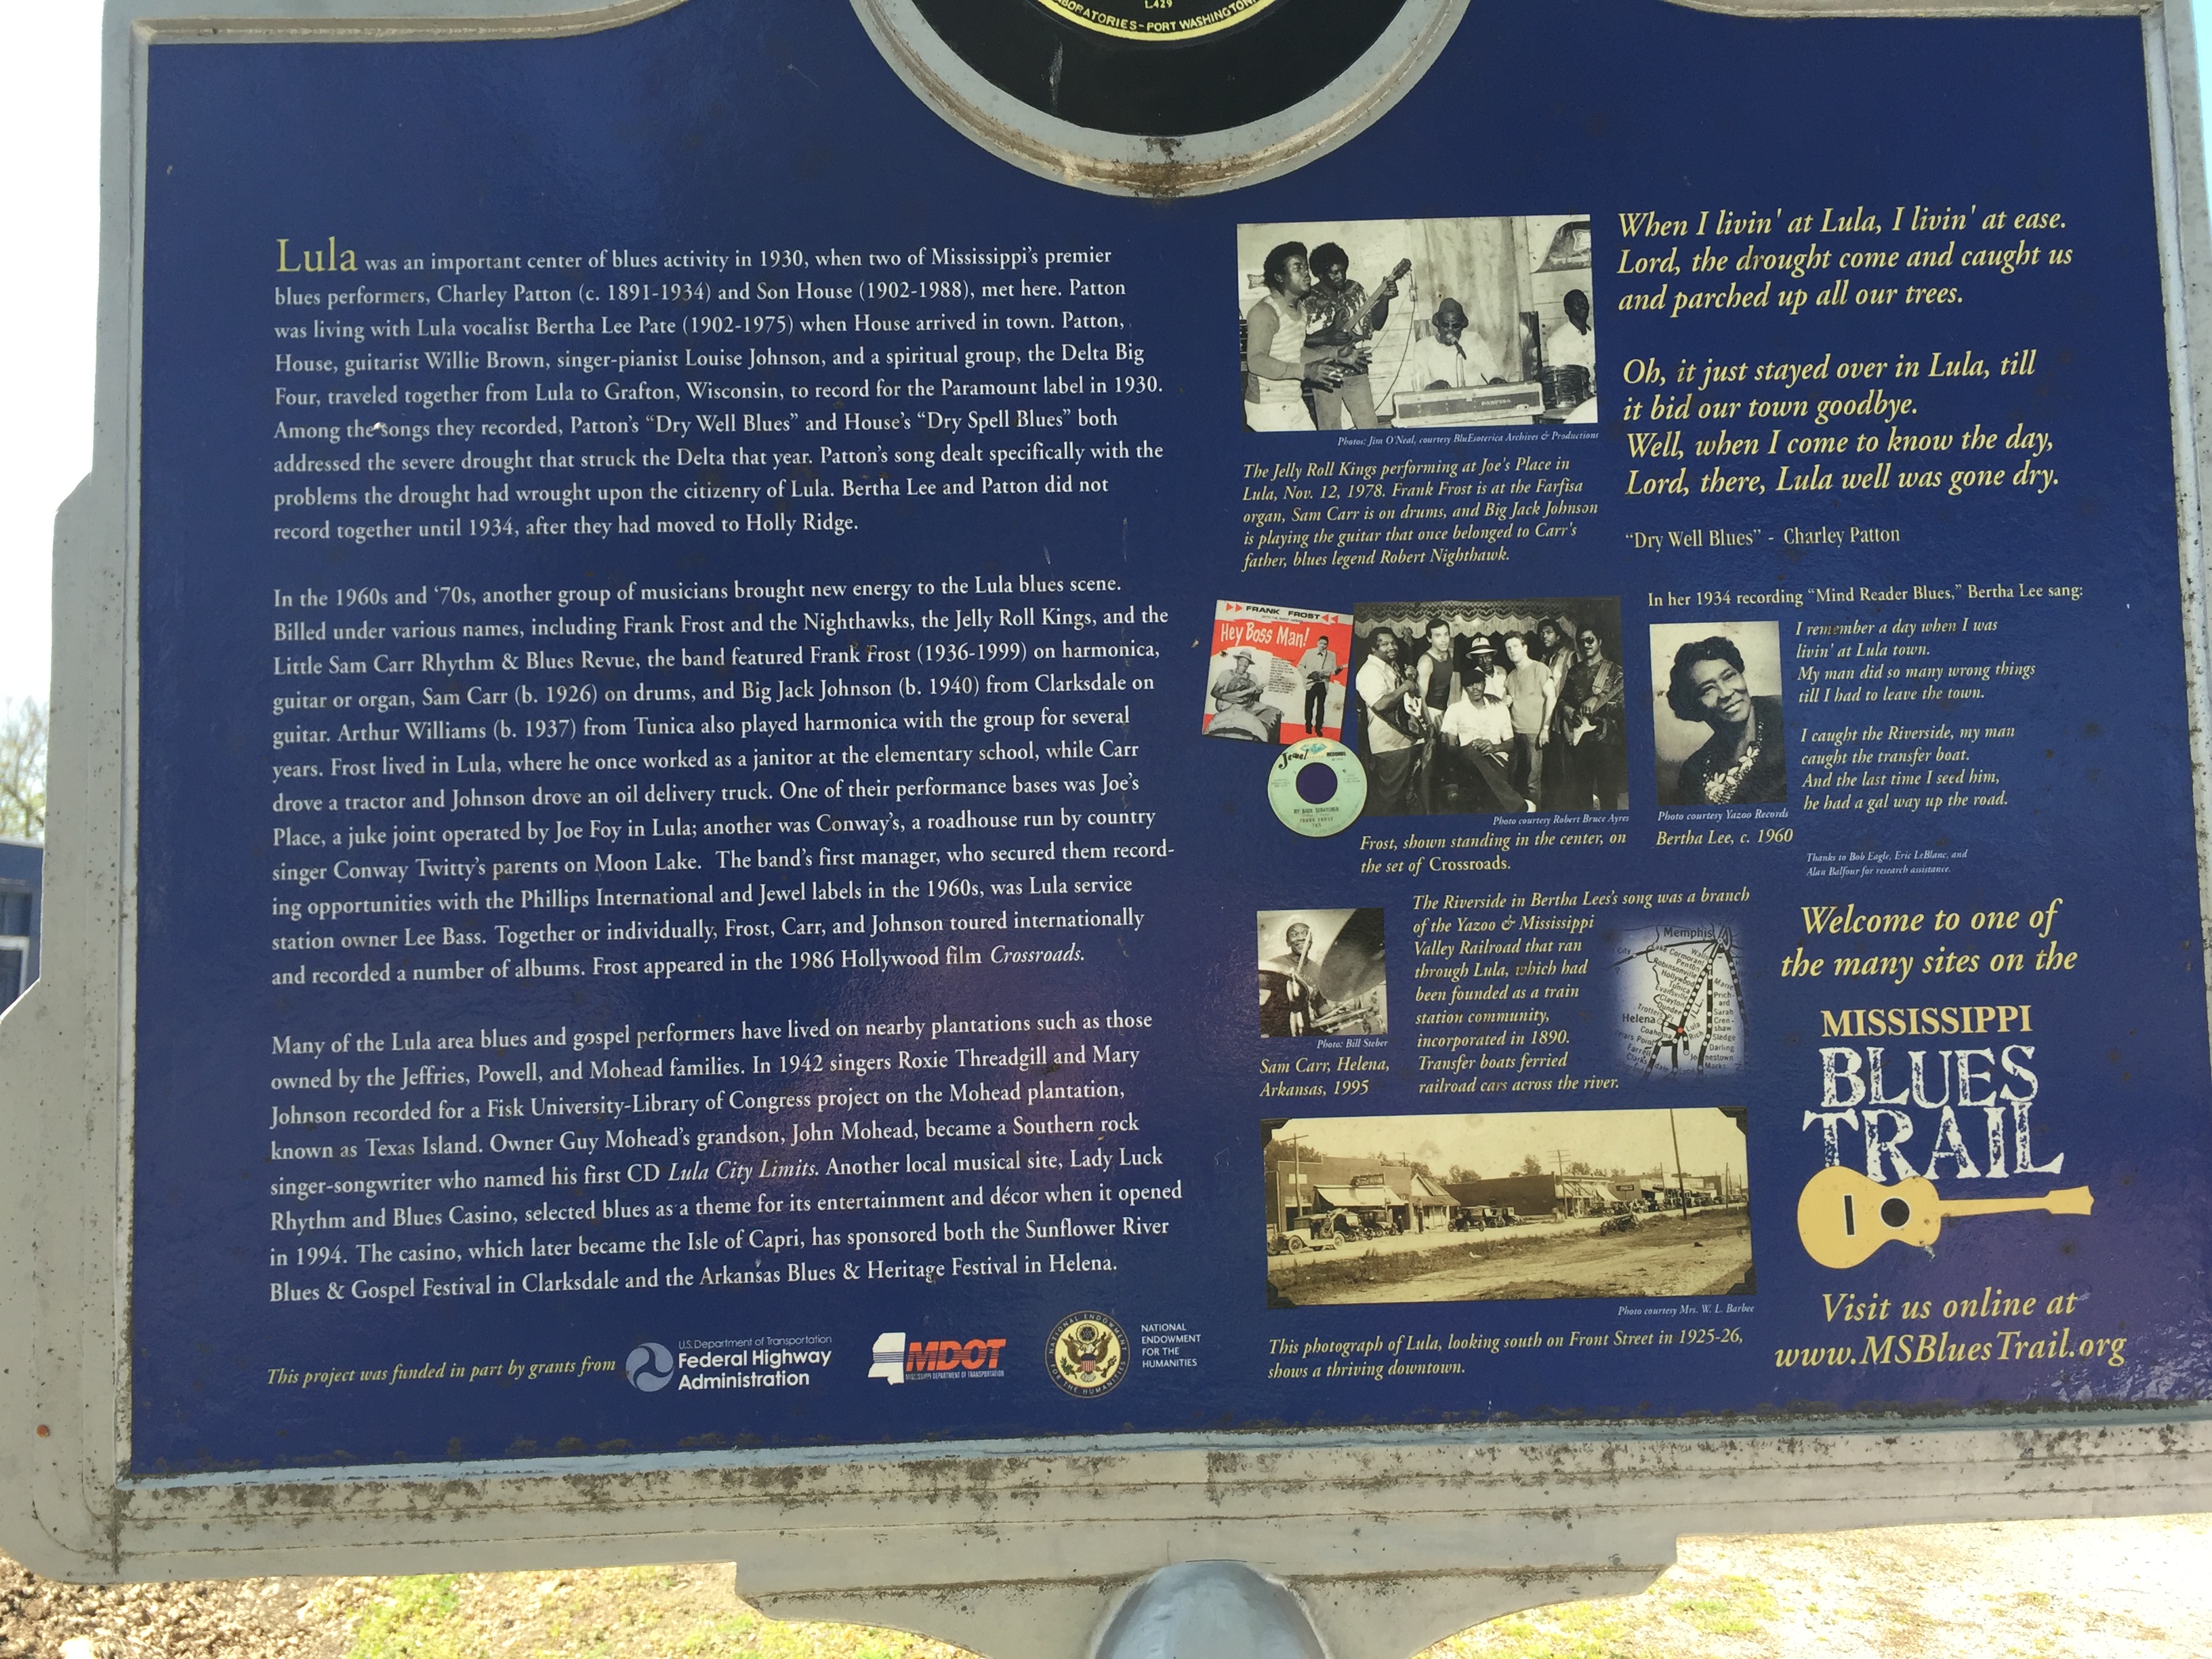 L429
LABORATORIES - PORT WASHINGTON
Lula was an important center of blues activity in 1930, when two of Mississippi's premier
blues performers, Charley Patton (c. 1891-1934) and Son House (1902-1988), met here. Patton
was living with Lula vocalist Bertha Lee Pate (1902-1975) when House arrived in town. Patton,
House, guitarist Willie Brown, singer-pianist Louise Johnson, and a spiritual group, the Delta Big
Four, traveled together from Lula to Grafton, Wisconsin, to record for the Paramount label in 1930.
Among the songs they recorded, Patton's “Dry Well Blues” and House's “Dry Spell Blues” both
addressed the severe drought that struck the Delta that year. Patton's song dealt specifically with the
problems the drought had wrought upon the citizenry of Lula. Bertha Lee and Patton did not
record together until 1934, after they had moved to Holly Ridge.
In the 1960s and ‘70s, another group of musicians brought new energy to the Lula blues scene.
Billed under various names, including Frank Frost and the Nighthawks, the Jelly Roll Kings, and the
Little Sam Carr Rhythm & Blues Revue, the band featured Frank Frost (1936-1999) on harmonica,
guitar or organ, Sam Carr (b. 1926) on drums, and Big Jack Johnson (b. 1940) from Clarksdale on
guitar. Arthur Williams (b. 1937) from Tunica also played harmonica with the group for several
years. Frost lived in Lula, where he once worked as a janitor at the elementary school, while Carr
drove a tractor and Johnson drove an oil delivery truck. One of their performance bases was Joe's
Place, a juke joint operated by Joe Foy in Lula; another was Conway's, a roadhouse run by country
singer Conway Twitty's parents on Moon Lake. The band's first manager, who secured them record-
ing opportunities with the Phillips International and Jewel labels in the 1960s, was Lula service
station owner Lee Bass. Together or individually, Frost, Carr, and Johnson toured internationally
and recorded a number of albums. Frost appeared in the 1986 Hollywood film Crossroads.
Many of the Lula area blues and gospel performers have lived on nearby plantations such as those
owned by the Jeffries, Powell, and Mohead families. In 1942 singers Roxie Threadgill and Mary
Johnson recorded for a Fisk University-Library of Congress project on the Mohead plantation,
known as Texas Island. Owner Guy Mohead's grandson, John Mohead, became a Southern rock
singer-songwriter who named his first CD Lula City Limits. Another local musical site, Lady Luck
Rhythm and Blues Casino, selected blues as a theme for its entertainment and décor when it opened
in 1994. The casino, which later became the Isle of Capri, has sponsored both the Sunflower River
Blues & Gospel Festival in Clarksdale and the Arkansas Blues & Heritage Festival in Helena.
This project was funded in part by grants from
U.S. Department of Transportation
Federal Highway
Administration
MDOT
MISSISSIPPI DEPARTMENT OF TRANSPORTATION
NATIONAL ENDOWMENT FOR THE HUMANITIES
NATIONAL
ENDOWMENT
FOR THE
HUMANITIES
Photos: Jim O'Neal, courtesy BluEsoterica Archives & Productions
The Jelly Roll Kings performing at Joe's Place in
Lula, Nov. 12, 1978. Frank Frost is at the Farfisa
organ, Sam Carr is on drums, and Big Jack Johnson
is playing the guitar that once belonged to Carr's
father, blues legend Robert Nighthawk.
FRANK FROST
Hey Boss Man!
Jewel RECORDS
MY BACK SCRATCHER
FRANK FROST
Photo courtesy Robert Bruce Ayres
Frost, shown standing in the center, on
the set of Crossroads.
Photo: Bill Steber
Sam Carr, Helena,
Arkansas, 1995
The Riverside in Bertha Lee's song was a branch
of the Yazoo & Mississippi
Valley Railroad that ran
through Lula, which had
been founded as a train
station community,
incorporated in 1890.
Transfer boats ferried
railroad cars across the river.
Memphis
Lake Cormorant
Penton
Robinsonville
Hollywood
Tunica
Evansville
Clayton
Dundee
Trotters
Helena
Lula
Rich
Coahoma
Farrell
ILL.
Prich-
ard
Sarah
Cren-
shaw
Sledge
Darling
Marks
Photo courtesy Mrs. W. L. Barbee
This photograph of Lula, looking south on Front Street in 1925-26,
shows a thriving downtown.
When I livin' at Lula, I livin' at ease.
Lord, the drought come and caught us
and parched up all our trees.
Oh, it just stayed over in Lula, till
it bid our town goodbye.
Well, when I come to know the day,
Lord, there, Lula well was gone dry.
“Dry Well Blues” - Charley Patton
In her 1934 recording “Mind Reader Blues,” Bertha Lee sang:
I remember a day when I was
livin' at Lula town.
My man did so many wrong things
till I had to leave the town.
I caught the Riverside, my man
caught the transfer boat.
And the last time I seed him,
he had a gal way up the road.
Photo courtesy Yazoo Records
Bertha Lee, c. 1960
Thanks to Bob Eagle, Eric LeBlanc, and
Alan Balfour for research assistance.
Welcome to one of
the many sites on the
MISSISSIPPI
BLUES
TRAIL
Visit us online at
www.MSBluesTrail.org